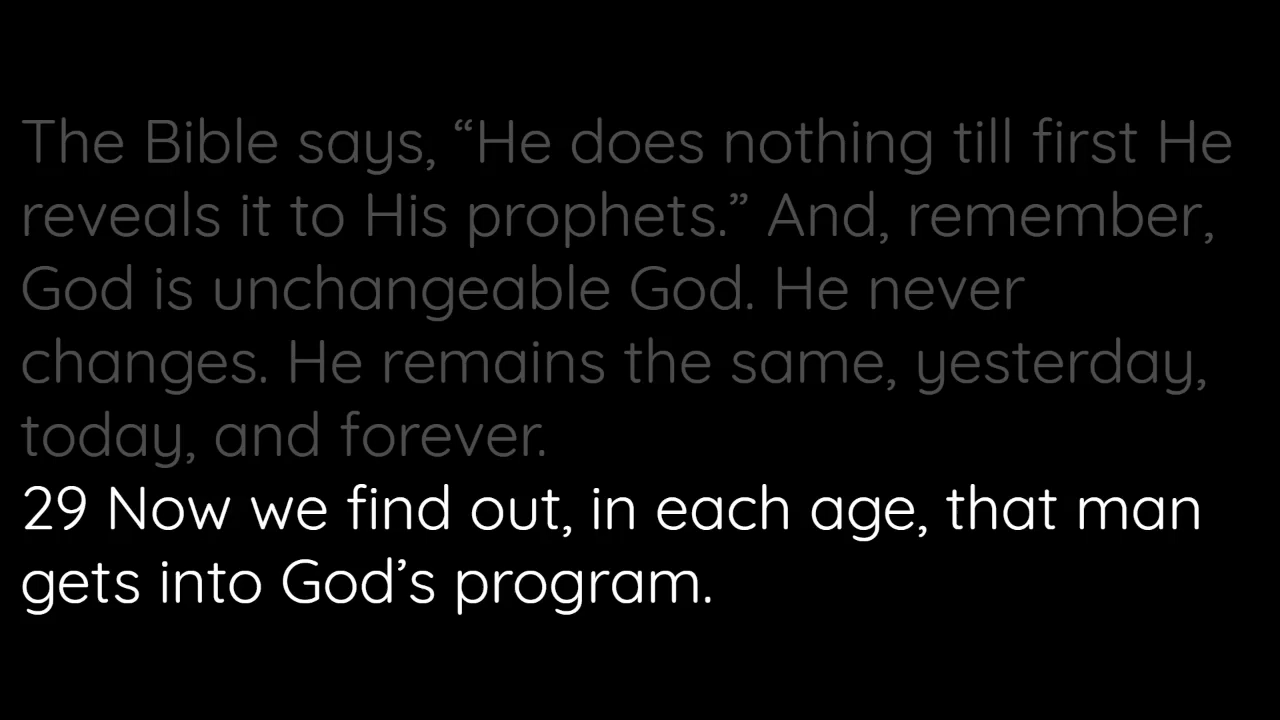 The Bible says, “He does nothing till first He
reveals it to His prophets.” And, remember,
God is unchangeable God. He never
changes. He remains the same, yesterday,
today, and forever.
29 Now we find out, in each age, that man
gets into God’s program.